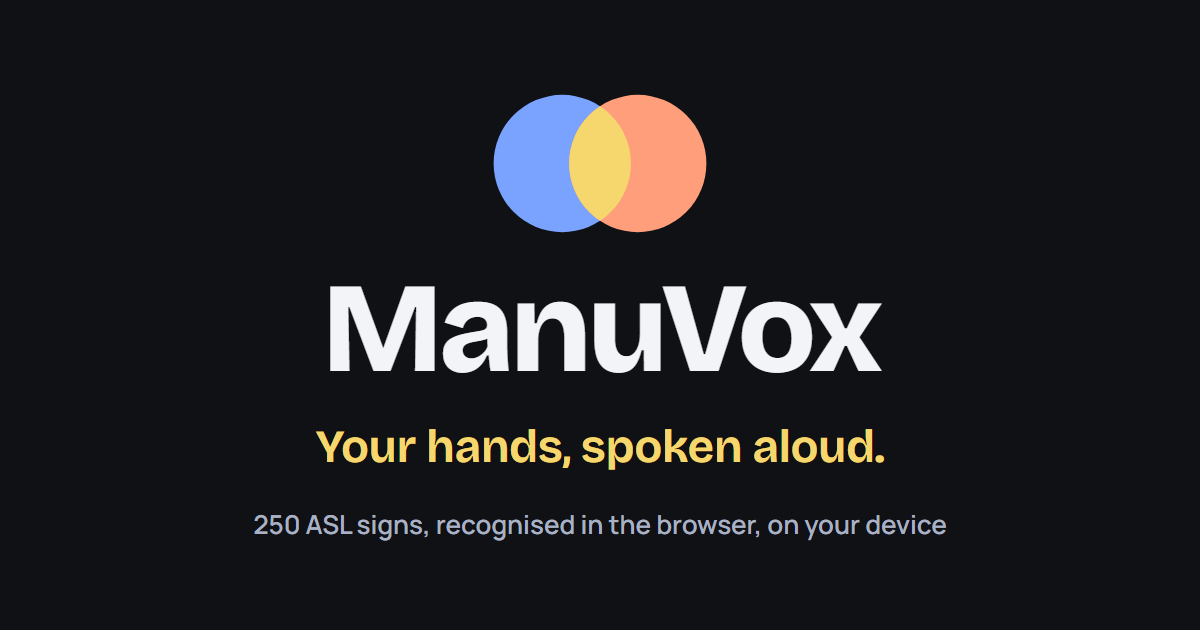 ManuVox
Your hands, spoken aloud.
250 ASL signs, recognised in the browser, on your device